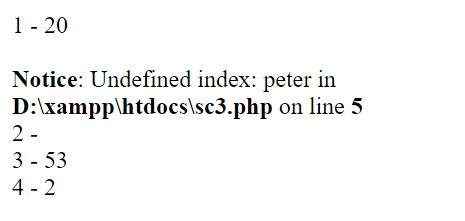 1 - 20
Notice: Undefined index: peter in
D:\xampp\htdocs\sc3.php on line 5
2 -
3 - 53
4 - 2